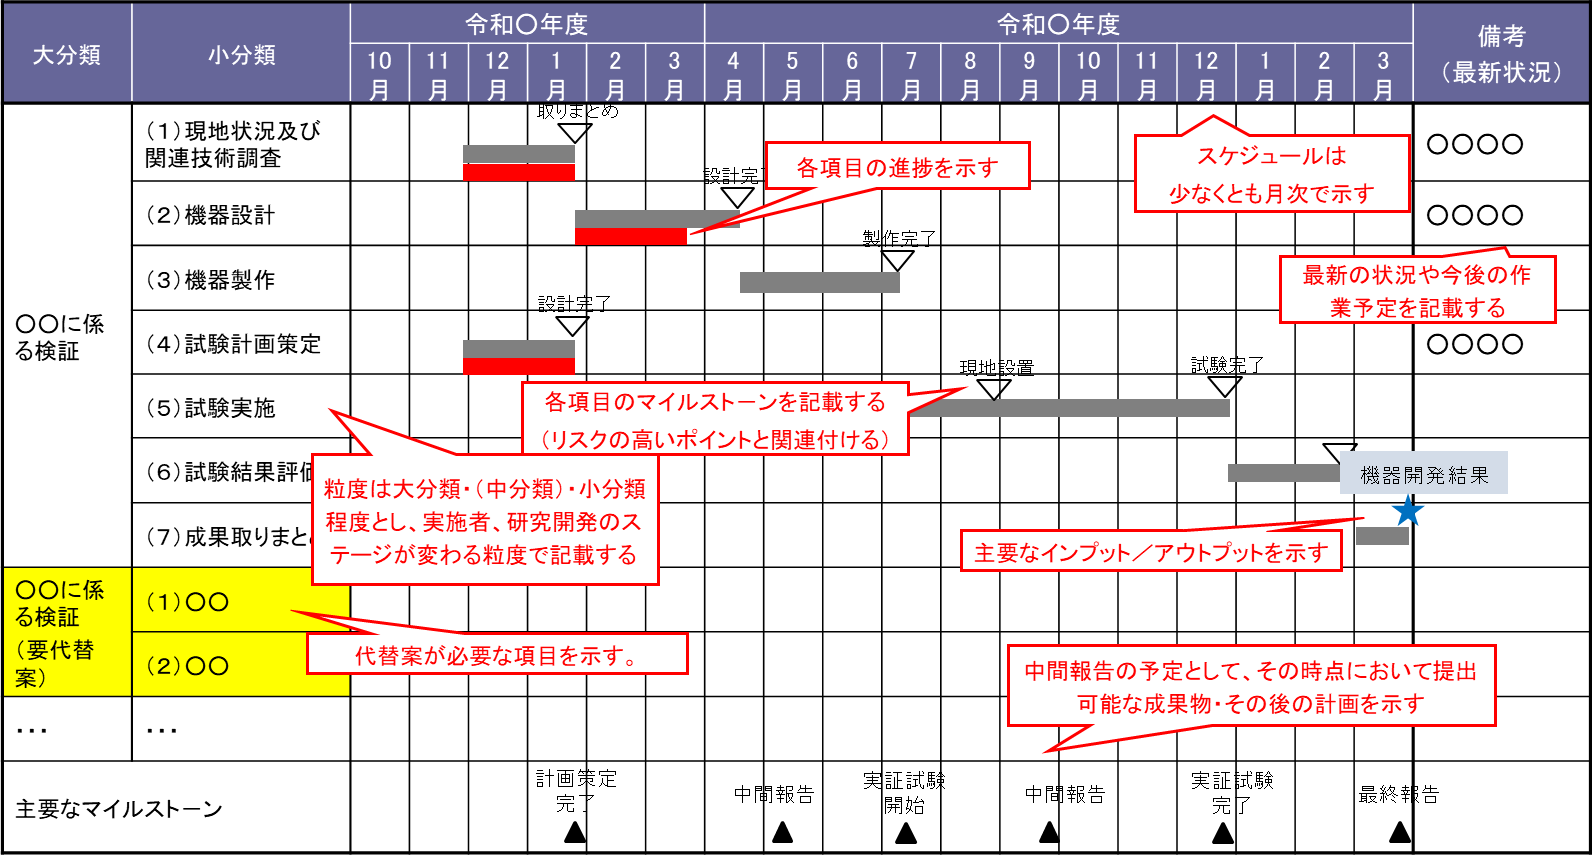 大分類
小分類
令和〇年度
令和〇年度
備考
（最新状況）
10月
11月
12月
1月
2月
3月
4月
5月
6月
7月
8月
9月
10月
11月
12月
1月
2月
3月
〇〇に係
る検証
（1）現地状況及び
関連技術調査
取りまとめ
〇〇〇〇
スケジュールは
少なくとも月次で示す
各項目の進捗を示す
（2）機器設計
設計完了
〇〇〇〇
（3）機器製作
製作完了
最新の状況や今後の作
業予定を記載する
（4）試験計画策定
設計完了
〇〇〇〇
（5）試験実施
現地設置
試験完了
各項目のマイルストーンを記載する
（リスクの高いポイントと関連付ける）
（6）試験結果評価
機器開発結果
粒度は大分類・（中分類）・小分類
程度とし、実施者、研究開発のス
テージが変わる粒度で記載する
（7）成果取りまと
主要なインプット／アウトプットを示す
〇〇に係
る検証
（要代替
案）
（1）〇〇
（2）〇〇
代替案が必要な項目を示す。
中間報告の予定として、その時点において提出
可能な成果物・その後の計画を示す
・・・
・・・
主要なマイルストーン
計画策定
完了
中間報告
実証試験
開始
中間報告
実証試験
完了
最終報告